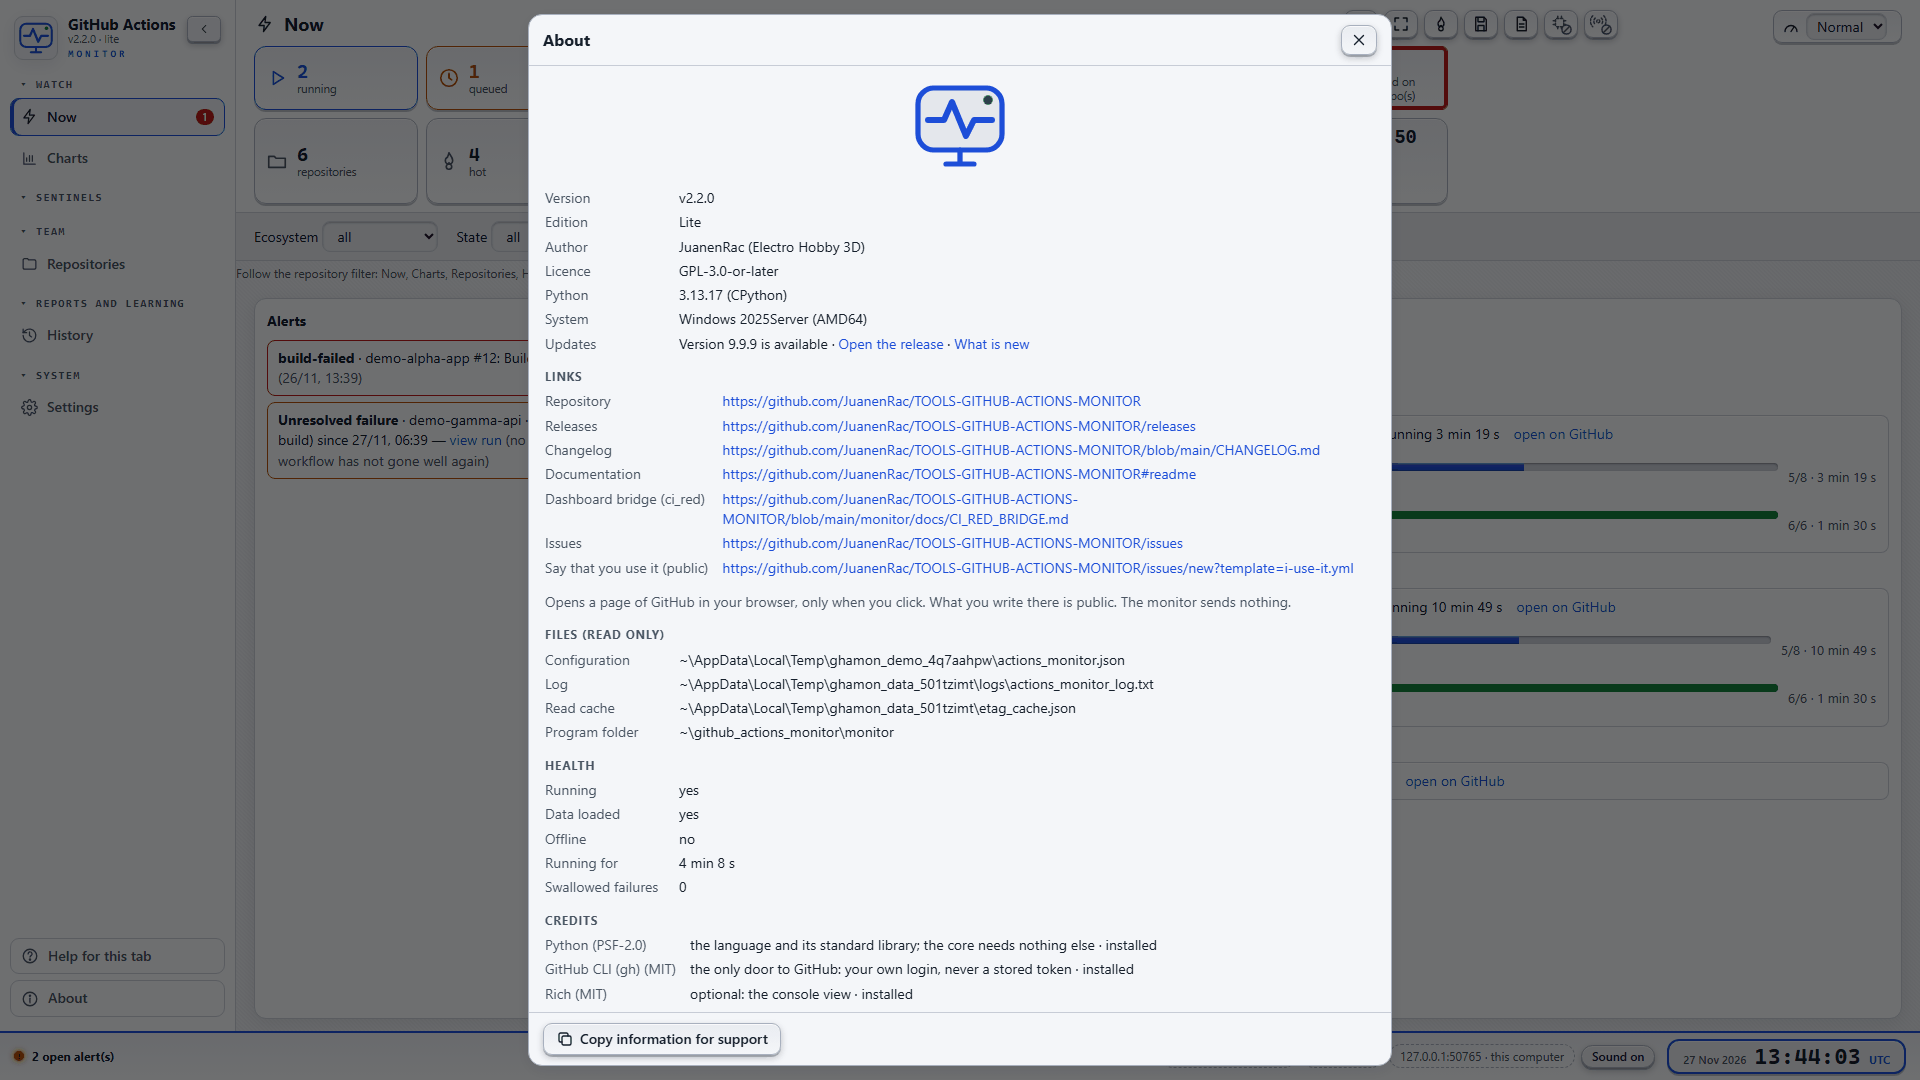 GitHub Actions
v2.2.0 · lite
MONITOR
WATCH
Now
1
Charts
SENTINELS
TEAM
Repositories
REPORTS AND LEARNING
History
SYSTEM
Settings
Help for this tab
About
Now
2
running
1
queued
6
repositories
4
hot
d on
50
Normal
Ecosystem
all
State
all
Follow the repository filter: Now, Charts, Repositories, H
Alerts
build-failed · demo-alpha-app #12: Buil
(26/11, 13:39)
Unresolved failure · demo-gamma-api ·
build) since 27/11, 06:39 — view run (no
workflow has not gone well again)
About
Version v2.2.0
Edition Lite
Author JuanenRac (Electro Hobby 3D)
Licence GPL-3.0-or-later
Python 3.13.17 (CPython)
System Windows 2025Server (AMD64)
Updates Version 9.9.9 is available · Open the release · What is new
LINKS
Repository https://github.com/JuanenRac/TOOLS-GITHUB-ACTIONS-MONITOR
Releases https://github.com/JuanenRac/TOOLS-GITHUB-ACTIONS-MONITOR/releases
Changelog https://github.com/JuanenRac/TOOLS-GITHUB-ACTIONS-MONITOR/blob/main/CHANGELOG.md
Documentation https://github.com/JuanenRac/TOOLS-GITHUB-ACTIONS-MONITOR#readme
Dashboard bridge (ci_red) https://github.com/JuanenRac/TOOLS-GITHUB-ACTIONS-
MONITOR/blob/main/monitor/docs/CI_RED_BRIDGE.md
Issues https://github.com/JuanenRac/TOOLS-GITHUB-ACTIONS-MONITOR/issues
Say that you use it (public) https://github.com/JuanenRac/TOOLS-GITHUB-ACTIONS-MONITOR/issues/new?template=i-use-it.yml
Opens a page of GitHub in your browser, only when you click. What you write there is public. The monitor sends nothing.
FILES (READ ONLY)
Configuration ~\AppData\Local\Temp\ghamon_demo_4q7aahpw\actions_monitor.json
Log ~\AppData\Local\Temp\ghamon_data_501tzimt\logs\actions_monitor_log.txt
Read cache ~\AppData\Local\Temp\ghamon_data_501tzimt\etag_cache.json
Program folder ~\github_actions_monitor\monitor
HEALTH
Running yes
Data loaded yes
Offline no
Running for 4 min 8 s
Swallowed failures 0
CREDITS
Python (PSF-2.0) the language and its standard library; the core needs nothing else · installed
GitHub CLI (gh) (MIT) the only door to GitHub: your own login, never a stored token · installed
Rich (MIT) optional: the console view · installed
Copy information for support
unning 3 min 19 s open on GitHub
5/8 · 3 min 19 s
6/6 · 1 min 30 s
nning 10 min 49 s open on GitHub
5/8 · 10 min 49 s
6/6 · 1 min 30 s
open on GitHub
2 open alert(s)
127.0.0.1:50765 · this computer
Sound on
27 Nov 2026 13:44:03 UTC